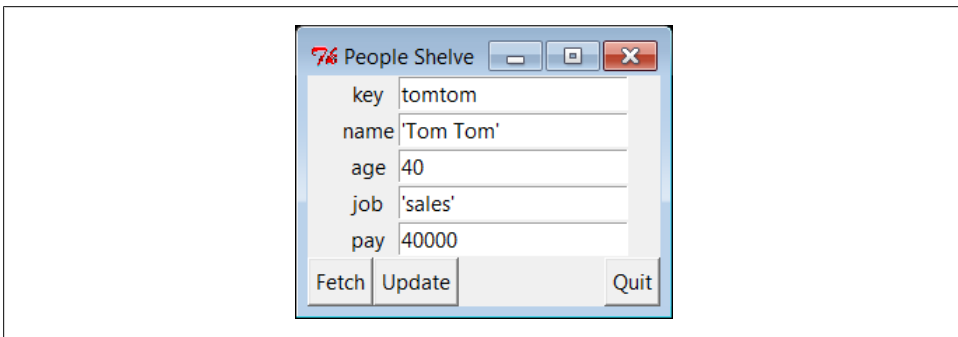 People Shelve
key tomtom
name 'Tom Tom'
age 40
job 'sales'
pay 40000
Fetch Update Quit